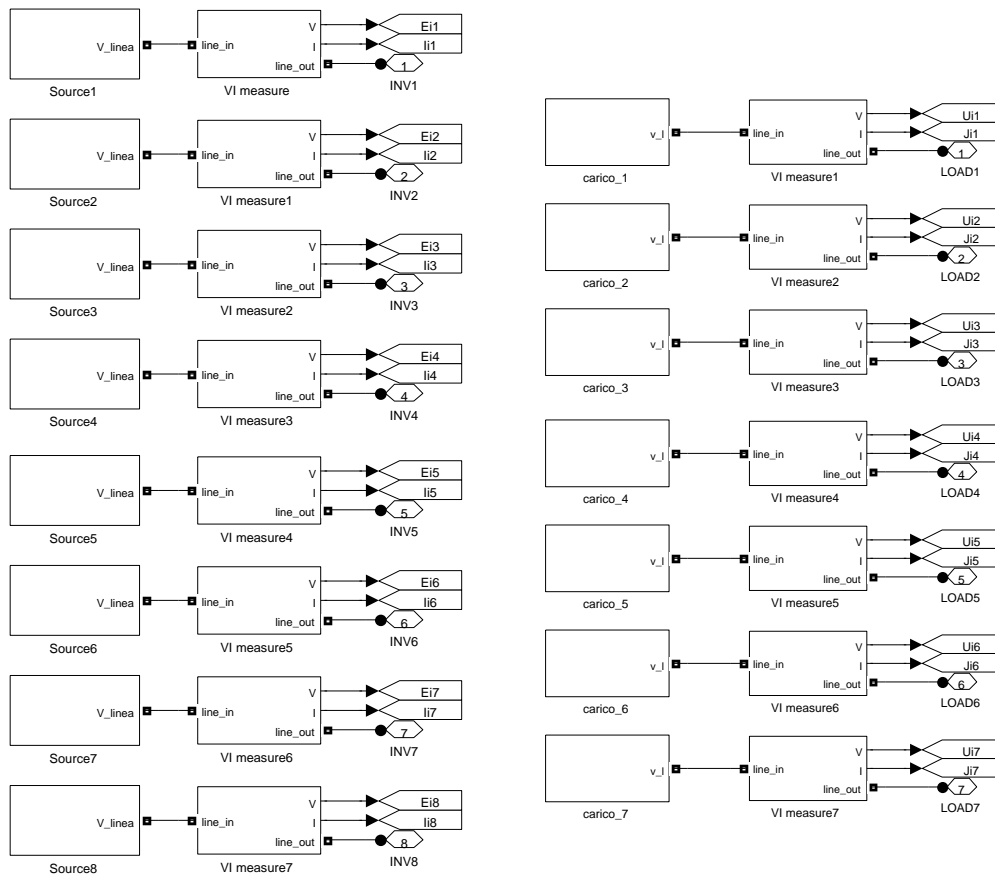 V_linea
Source1
line_in
V
I
line_out
VI measure
Ei1
Ii1
1
INV1
V_linea
Source2
line_in
V
I
line_out
VI measure1
Ei2
Ii2
2
INV2
V_linea
Source3
line_in
V
I
line_out
VI measure2
Ei3
Ii3
3
INV3
V_linea
Source4
line_in
V
I
line_out
VI measure3
Ei4
Ii4
4
INV4
V_linea
Source5
line_in
V
I
line_out
VI measure4
Ei5
Ii5
5
INV5
V_linea
Source6
line_in
V
I
line_out
VI measure5
Ei6
Ii6
6
INV6
V_linea
Source7
line_in
V
I
line_out
VI measure6
Ei7
Ii7
7
INV7
V_linea
Source8
line_in
V
I
line_out
VI measure7
Ei8
Ii8
8
INV8
v_l
carico_1
line_in
V
I
line_out
VI measure1
Ui1
Ji1
1
LOAD1
v_l
carico_2
line_in
V
I
line_out
VI measure2
Ui2
Ji2
2
LOAD2
v_l
carico_3
line_in
V
I
line_out
VI measure3
Ui3
Ji3
3
LOAD3
v_l
carico_4
line_in
V
I
line_out
VI measure4
Ui4
Ji4
4
LOAD4
v_l
carico_5
line_in
V
I
line_out
VI measure5
Ui5
Ji5
5
LOAD5
v_l
carico_6
line_in
V
I
line_out
VI measure6
Ui6
Ji6
6
LOAD6
v_l
carico_7
line_in
V
I
line_out
VI measure7
Ui7
Ji7
7
LOAD7